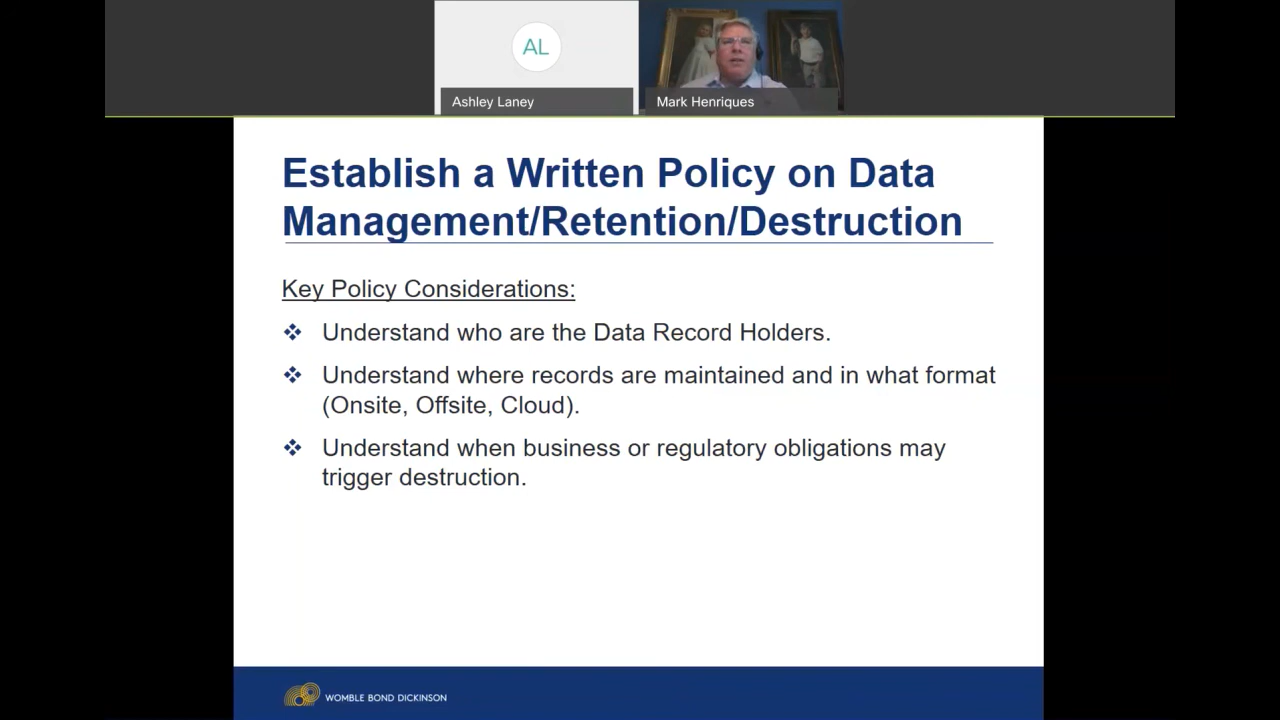 AL
Ashley Laney
Mark Henriques
Establish a Written Policy on Data
Management/Retention/Destruction
Key Policy Considerations:
❖ Understand who are the Data Record Holders.
❖ Understand where records are maintained and in what format
(Onsite, Offsite, Cloud).
❖ Understand when business or regulatory obligations may
trigger destruction.
WOMBLE BOND DICKINSON